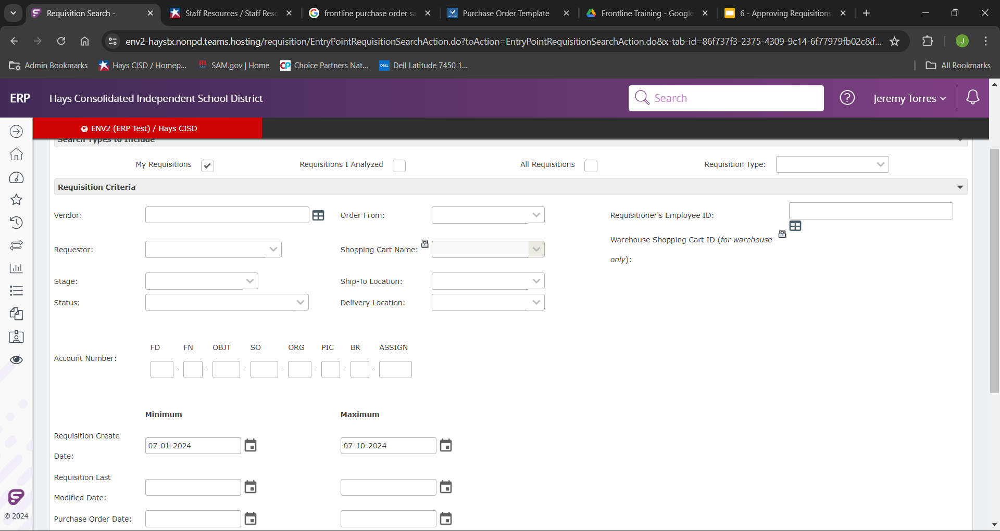 Requisition Search -
Staff Resources / Staff Reso
frontline purchase order sa
Purchase Order Template
Frontline Training - Google
6 - Approving Requisitions
env2-haystx.nonpd.teams.hosting/requisition/EntryPointRequisitionSearchAction.do?toAction=EntryPointRequisitionSearchAction.do&x-tab-id=86f737f3-2375-4309-9c14-6f77979fb02c&f...
J
Admin Bookmarks
Hays CISD / Homep...
SAM.gov | Home
CP
Choice Partners Nat...
DELL
Dell Latitude 7450 1...
All Bookmarks
ERP
Hays Consolidated Independent School District
Search
Jeremy Torres
ENV2 (ERP Test) / Hays CISD
Search Types to Include
My Requisitions
Requisitions I Analyzed
All Requisitions
Requisition Type:
Requisition Criteria
Vendor:
Order From:
Requisitioner's Employee ID:
Requestor:
Shopping Cart Name:
Warehouse Shopping Cart ID (for warehouse
only):
Stage:
Ship-To Location:
Status:
Delivery Location:
FD FN OBJT SO ORG PIC BR ASSIGN
Account Number:
- - - - - - -
Minimum
Maximum
Requisition Create
Date:
07-01-2024
07-10-2024
Requisition Last
Modified Date:
Purchase Order Date:
© 2024